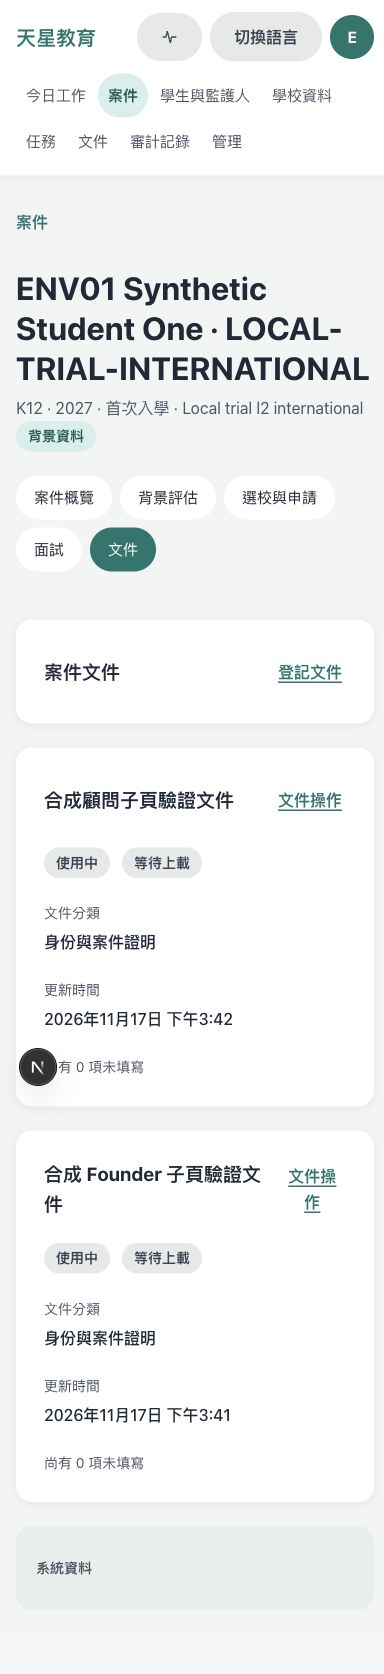 天星教育
切換語言
E
今日工作 案件 學生與監護人 學校資料
任務 文件 審計記錄 管理
案件
ENV01 Synthetic
Student One · LOCAL-
TRIAL-INTERNATIONAL
K12 · 2027 · 首次入學 · Local trial l2 international
背景資料
案件概覽 背景評估 選校與申請
面試 文件
案件文件 登記文件
合成顧問子頁驗證文件 文件操作
使用中 等待上載
文件分類
身份與案件證明
更新時間
2026年11月17日 下午3:42
N
有 0 項未填寫
合成 Founder 子頁驗證文
件
文件操
作
使用中 等待上載
文件分類
身份與案件證明
更新時間
2026年11月17日 下午3:41
尚有 0 項未填寫
系統資料